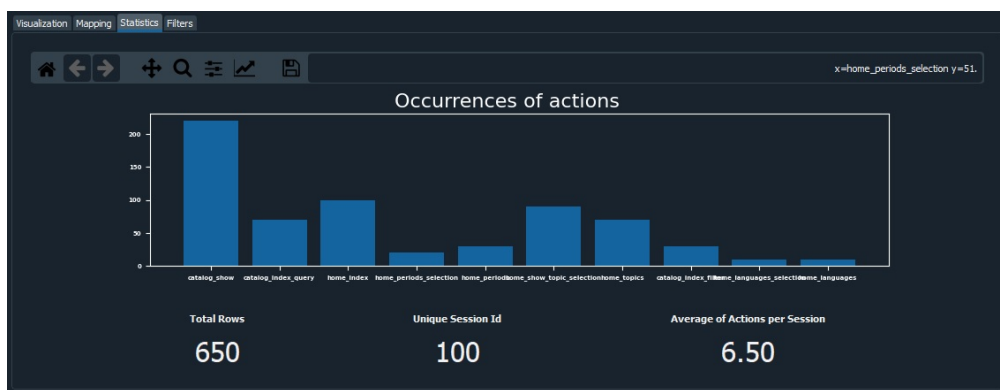 Visualization Mapping Statistics Filters
x=home_periods_selection y=51.
Occurrences of actions
200
150
100
50
0
catalog_show catalog_index_query home_index home_periods_selection home_periods home_show_topic_selection home_topics catalog_index_filter home_languages_selection home_languages
Total Rows Unique Session Id Average of Actions per Session
650 100 6.50